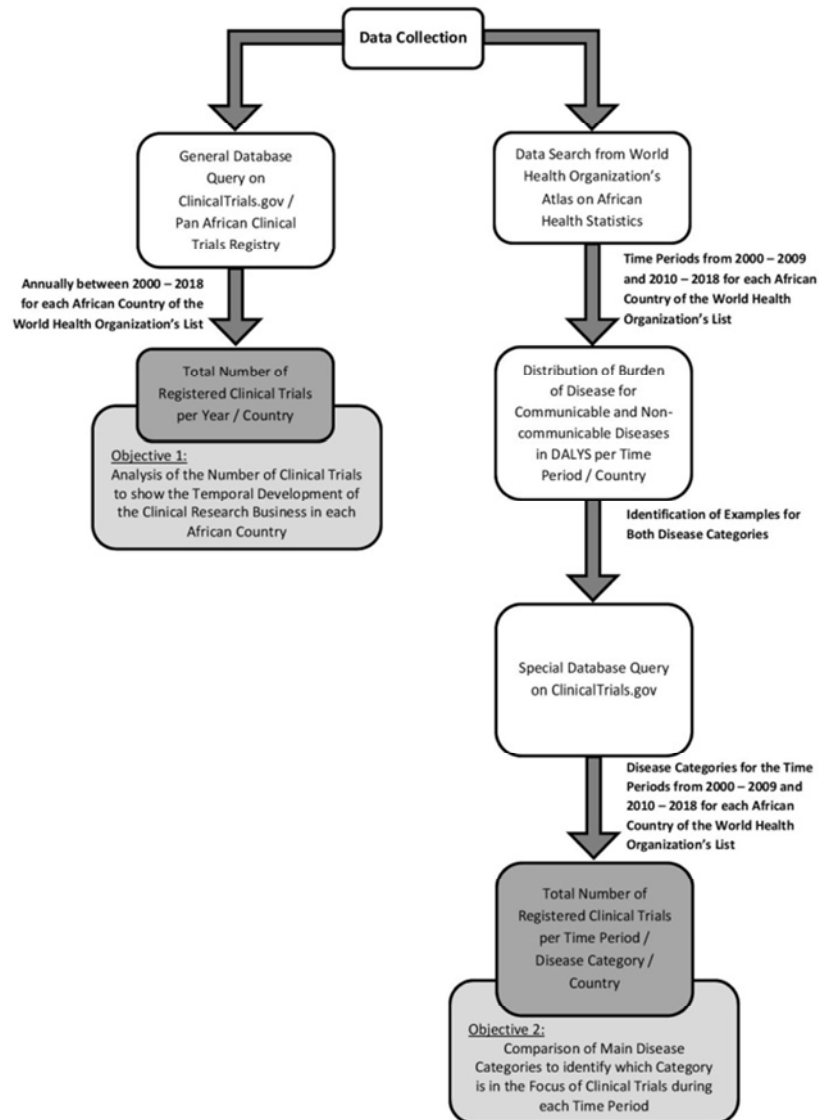 Data Collection
General Database
Query on
ClinicalTrials.gov /
Pan African Clinical
Trials Registry
Annually between 2000 – 2018
for each African Country of the
World Health Organization's List
Total Number of
Registered Clinical Trials
per Year / Country
Objective 1:
Analysis of the Number of Clinical Trials
to show the Temporal Development of
the Clinical Research Business in each
African Country
Data Search from World
Health Organization's
Atlas on African
Health Statistics
Time Periods from 2000 – 2009
and 2010 – 2018 for each African
Country of the World Health
Organization's List
Distribution of Burden
of Disease for
Communicable and Non-
communicable Diseases
in DALYS per Time
Period / Country
Identification of Examples for
Both Disease Categories
Special Database Query
on ClinicalTrials.gov
Disease Categories for the Time
Periods from 2000 – 2009 and
2010 – 2018 for each African
Country of the World Health
Organization's List
Total Number of
Registered Clinical Trials
per Time Period /
Disease Category /
Country
Objective 2:
Comparison of Main Disease
Categories to identify which Category
is in the Focus of Clinical Trials during
each Time Period